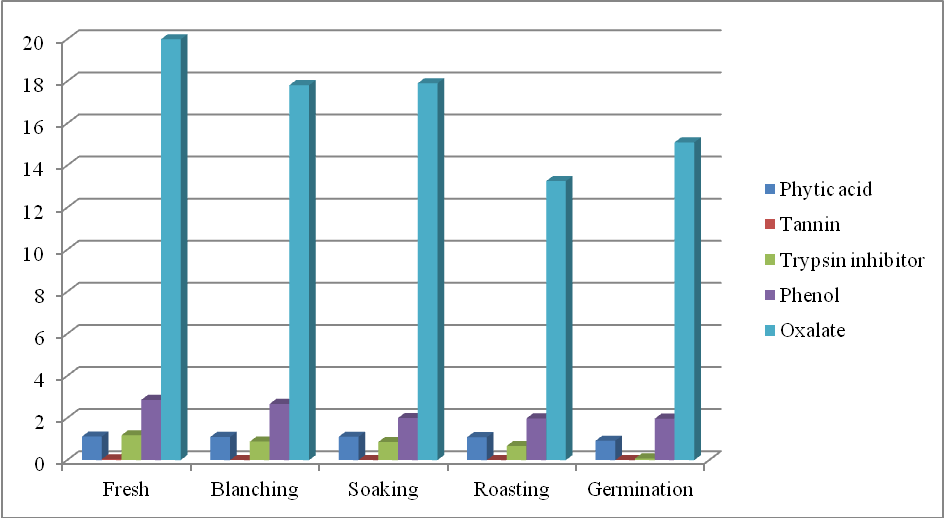 20
18
16
14
12
10
8
6
4
2
0
Fresh Blanching Soaking Roasting Germination
Phytic acid
Tannin
Trypsin inhibitor
Phenol
Oxalate